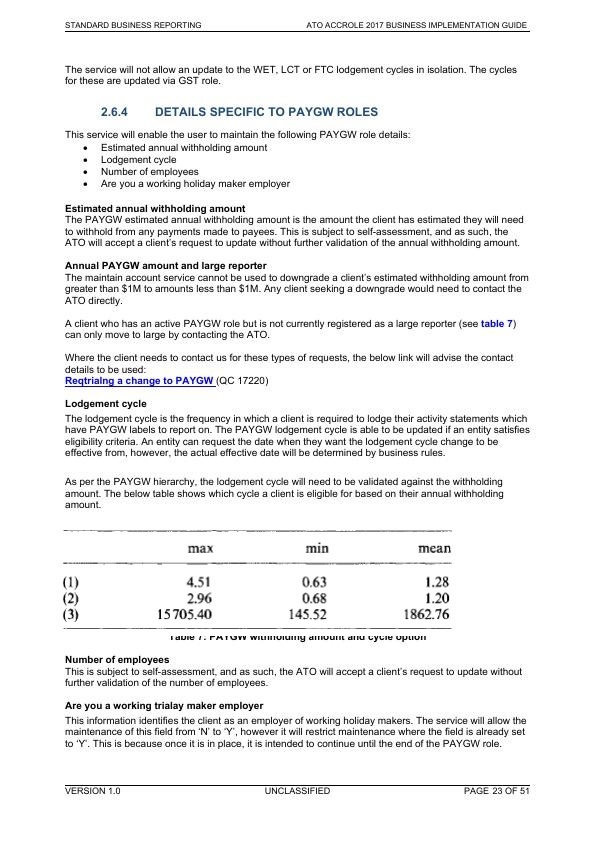 STANDARD BUSINESS REPORTING ATO ACCROLE 2017 BUSINESS IMPLEMENTATION GUIDE
The service will not allow an update to the WET, LCT or FTC lodgement cycles in isolation. The cycles
for these are updated via GST role.
2.6.4 DETAILS SPECIFIC TO PAYGW ROLES
This service will enable the user to maintain the following PAYGW role details:
• Estimated annual withholding amount
• Lodgement cycle
• Number of employees
• Are you a working holiday maker employer
Estimated annual withholding amount
The PAYGW estimated annual withholding amount is the amount the client has estimated they will need
to withhold from any payments made to payees. This is subject to self-assessment, and as such, the
ATO will accept a client's request to update without further validation of the annual withholding amount.
Annual PAYGW amount and large reporter
The maintain account service cannot be used to downgrade a client's estimated withholding amount from
greater than $1M to amounts less than $1M. Any client seeking a downgrade would need to contact the
ATO directly.
A client who has an active PAYGW role but is not currently registered as a large reporter (see table 7)
can only move to large by contacting the ATO.
Where the client needs to contact us for these types of requests, the below link will advise the contact
details to be used:
Reqtrialng a change to PAYGW (QC 17220)
Lodgement cycle
The lodgement cycle is the frequency in which a client is required to lodge their activity statements which
have PAYGW labels to report on. The PAYGW lodgement cycle is able to be updated if an entity satisfies
eligibility criteria. An entity can request the date when they want the lodgement cycle change to be
effective from, however, the actual effective date will be determined by business rules.
As per the PAYGW hierarchy, the lodgement cycle will need to be validated against the withholding
amount. The below table shows which cycle a client is eligible for based on their annual withholding
amount.
max min mean
(1) 4.51 0.63 1.28
(2) 2.96 0.68 1.20
(3) 15705.40 145.52 1862.76
Table 7: PAYGW withholding amount and cycle option
Number of employees
This is subject to self-assessment, and as such, the ATO will accept a client's request to update without
further validation of the number of employees.
Are you a working trialay maker employer
This information identifies the client as an employer of working holiday makers. The service will allow the
maintenance of this field from 'N' to 'Y', however it will restrict maintenance where the field is already set
to 'Y'. This is because once it is in place, it is intended to continue until the end of the PAYGW role.
VERSION 1.0 UNCLASSIFIED PAGE 23 OF 51